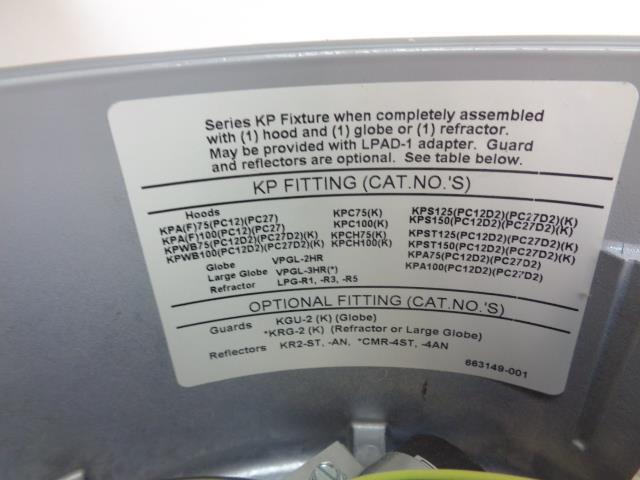 Series KP Fixture when completely assembled
with (1) hood and (1) globe or (1) refractor.
May be provided with LPAD-1 adapter. Guard
and reflectors are optional. See table below.
KP FITTING (CAT.NO.'S)
Hoods
KPA(F)75(PC12)(PC27)
KPA(F)100(PC12)(PC27)
KPWB75(PC12D2)(PC27D2)(K)
KPWB100(PC12D2)(PC27D2)(K)
KPC75(K)
KPC100(K)
KPCH75(K)
KPCH100(K)
KPS125(PC12D2)(PC27D2)(K)
KPS150(PC12D2)(PC27D2)(K)
KPST125(PC12D2)(PC27D2)(K)
KPST150(PC12D2)(PC27D2)(K)
KPA75(PC12D2)(PC27D2)
KPA100(PC12D2)(PC27D2)
Globe VPGL-2HR
Large Globe VPGL-3HR(*)
Refractor LPG-R1, -R3, -R5
OPTIONAL FITTING (CAT.NO.'S)
Guards KGU-2 (K) (Globe)
*KRG-2 (K) (Refractor or Large Globe)
Reflectors KR2-ST, -AN, *CMR-4ST, -4AN
663149-001